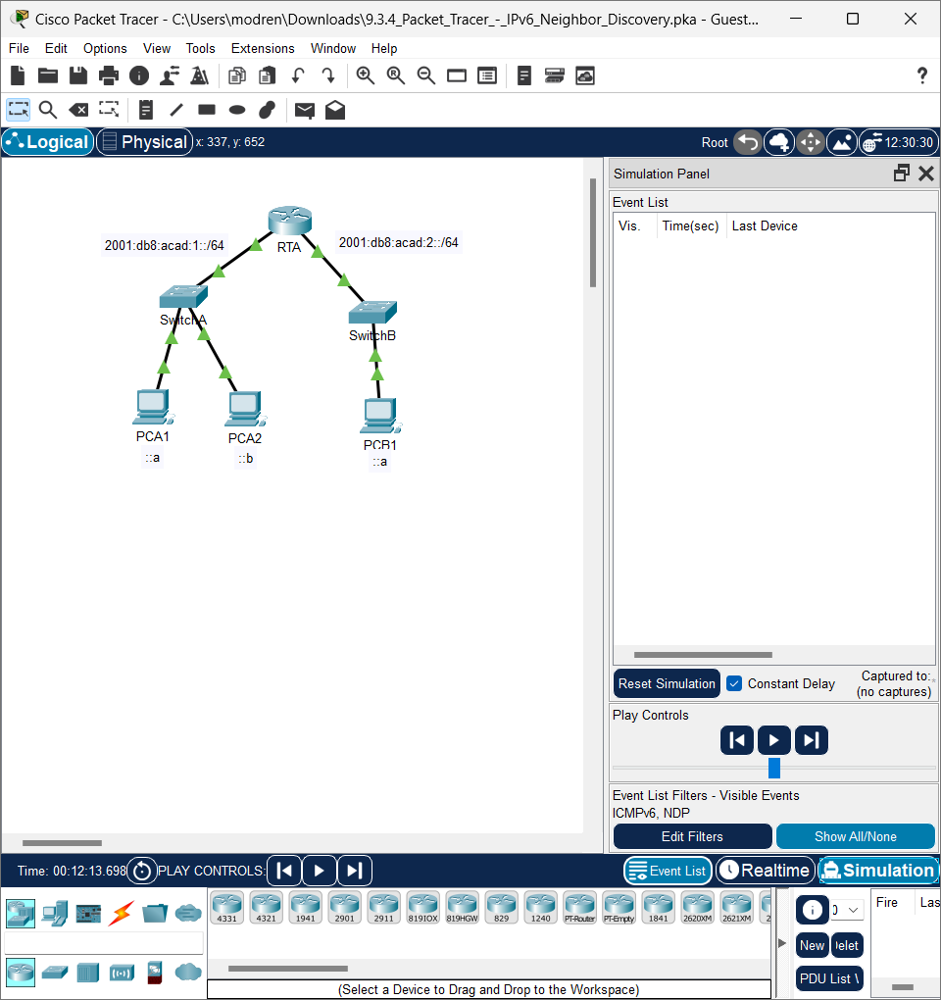 Cisco Packet Tracer - C:\Users\modren\Downloads\9.3.4_Packet_Tracer_-_IPv6_Neighbor_Discovery.pka - Guest...
File Edit Options View Tools Extensions Window Help
?
Logical Physical x: 337, y: 652 Root 12:30:30
Simulation Panel
Event List
Vis. Time(sec) Last Device
2001:db8:acad:1::/64
2001:db8:acad:2::/64
RTA
SwitchA
SwitchB
PCA1
PCA2
PCB1
::a
::b
::a
Reset Simulation Constant Delay Captured to:
(no captures)
Play Controls
Event List Filters - Visible Events
ICMPv6, NDP
Edit Filters Show All/None
Time: 00:12:13.698 PLAY CONTROLS: Event List Realtime Simulation
4331 4321 1941 2901 2911 819IOX 819HGW 829 1240 PT-Router PT-Empty 1841 2620XM 2621XM 2
0
Fire Las
New elet
PDU List \
(Select a Device to Drag and Drop to the Workspace)